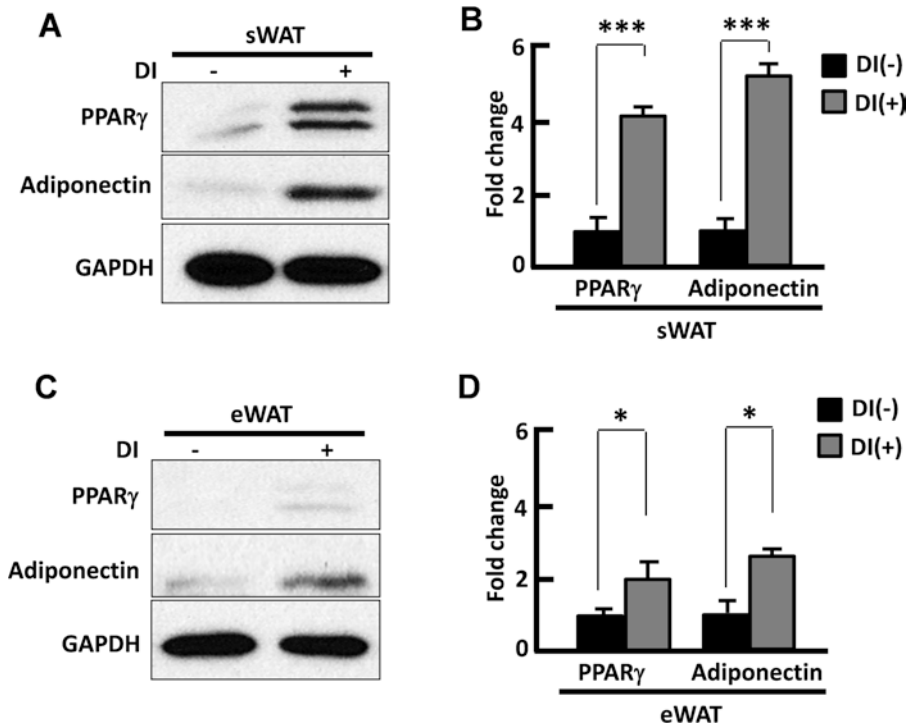 A
sWAT
DI - +
PPARγ
Adiponectin
GAPDH
B
*** ***
DI(-)
DI(+)
Fold change
6
4
2
0
PPARγ Adiponectin
sWAT
C
eWAT
DI - +
PPARγ
Adiponectin
GAPDH
D
* *
DI(-)
DI(+)
Fold change
6
4
2
0
PPARγ Adiponectin
eWAT